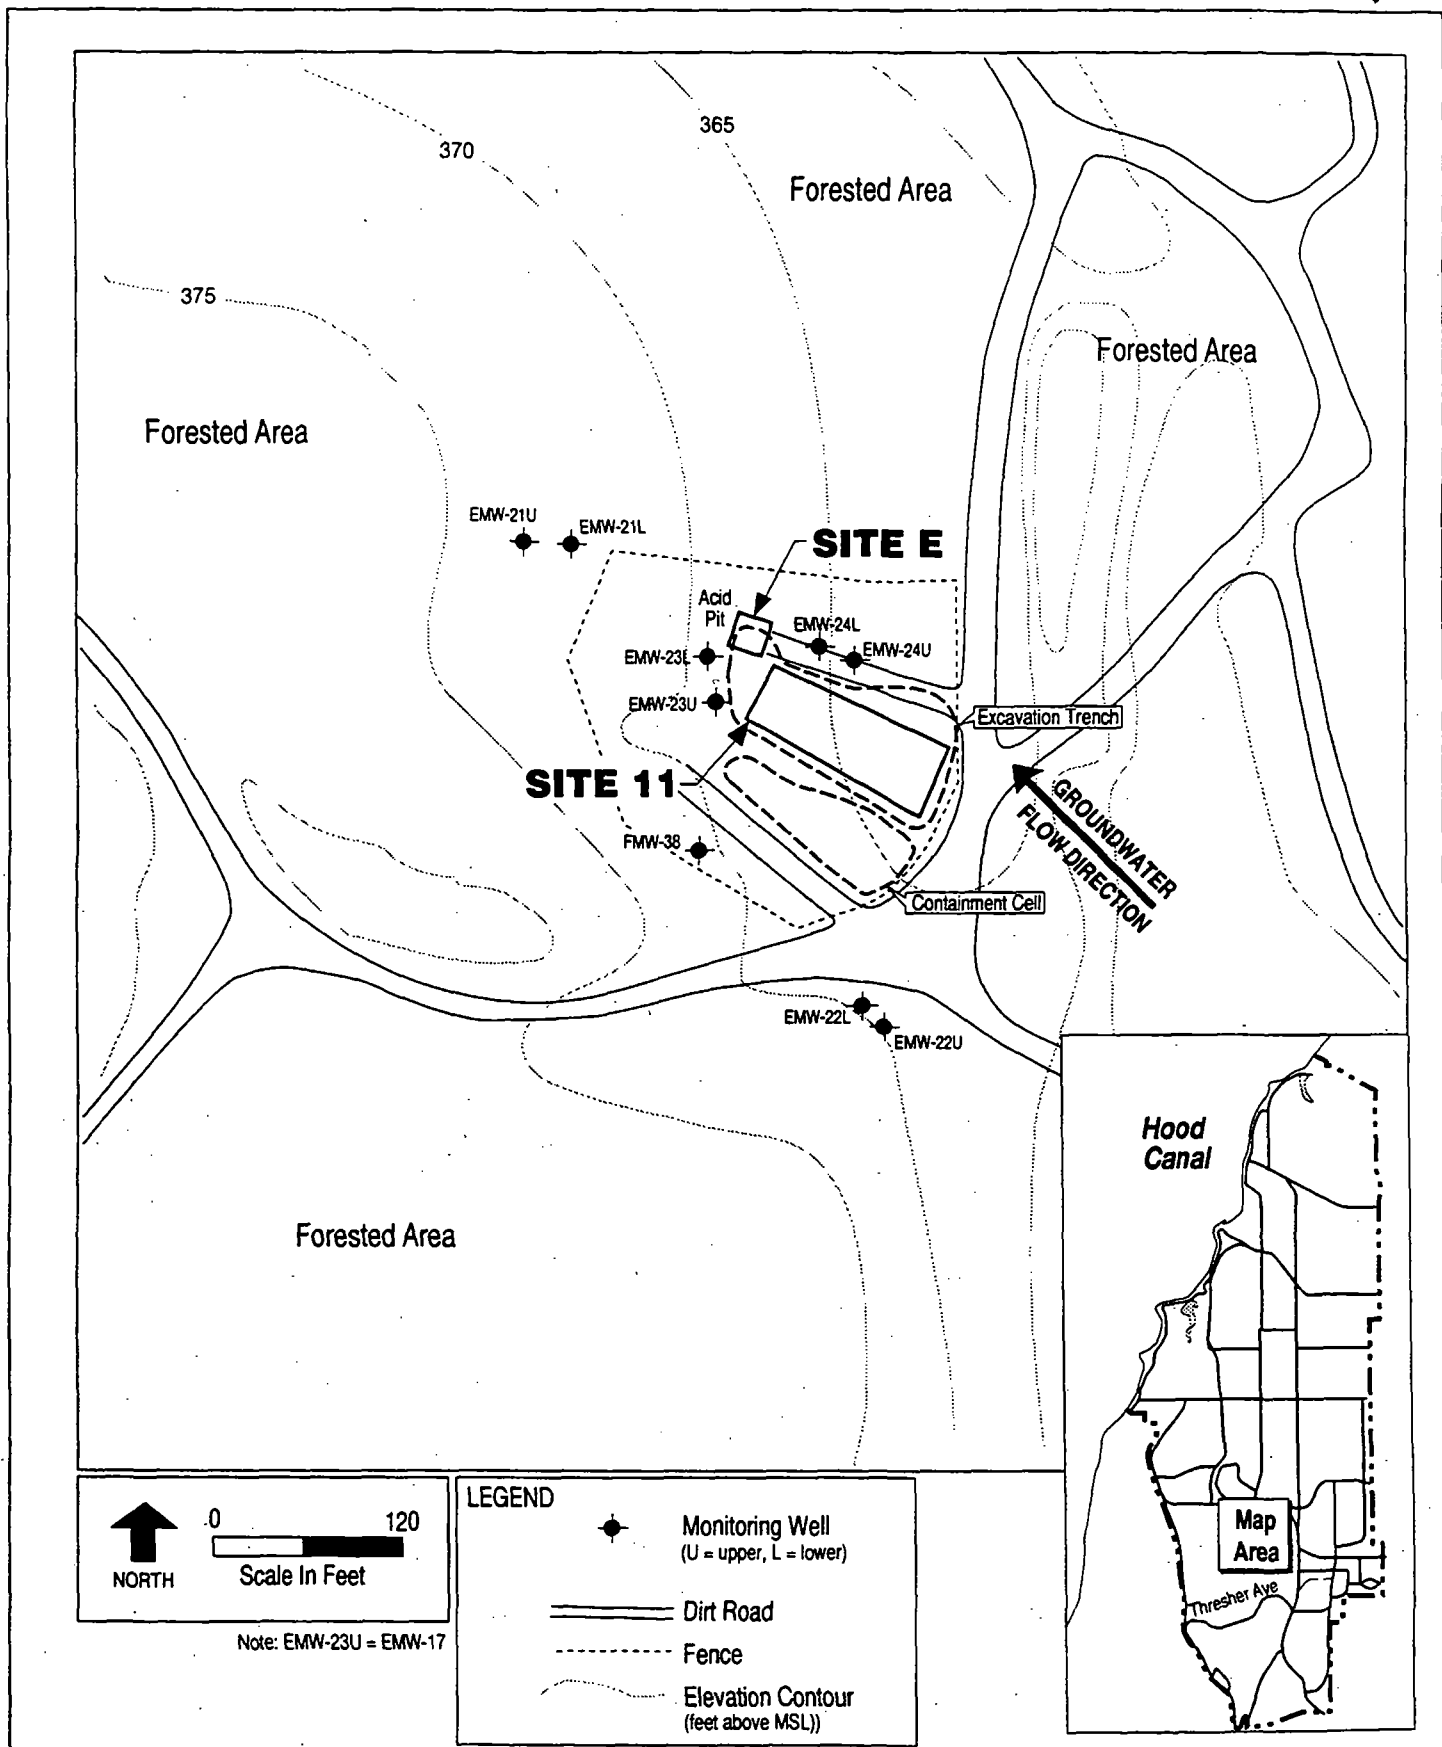 365
370
Forested Area
375
Forested Area
Forested Area
EMW-21U
EMW-21L
SITE E
Acid
Pit
EMW-24L
EMW-24U
EMW-23L
EMW-23U
Excavation Trench
SITE 11
GROUNDWATER
FLOW DIRECTION
FMW-38
Containment Cell
EMW-22L
EMW-22U
Hood
Canal
Forested Area
Map
Area
Thresher Ave
NORTH
0 120
Scale In Feet
Note: EMW-23U = EMW-17
LEGEND
Monitoring Well
(U = upper, L = lower)
Dirt Road
Fence
Elevation Contour
(feet above MSL))